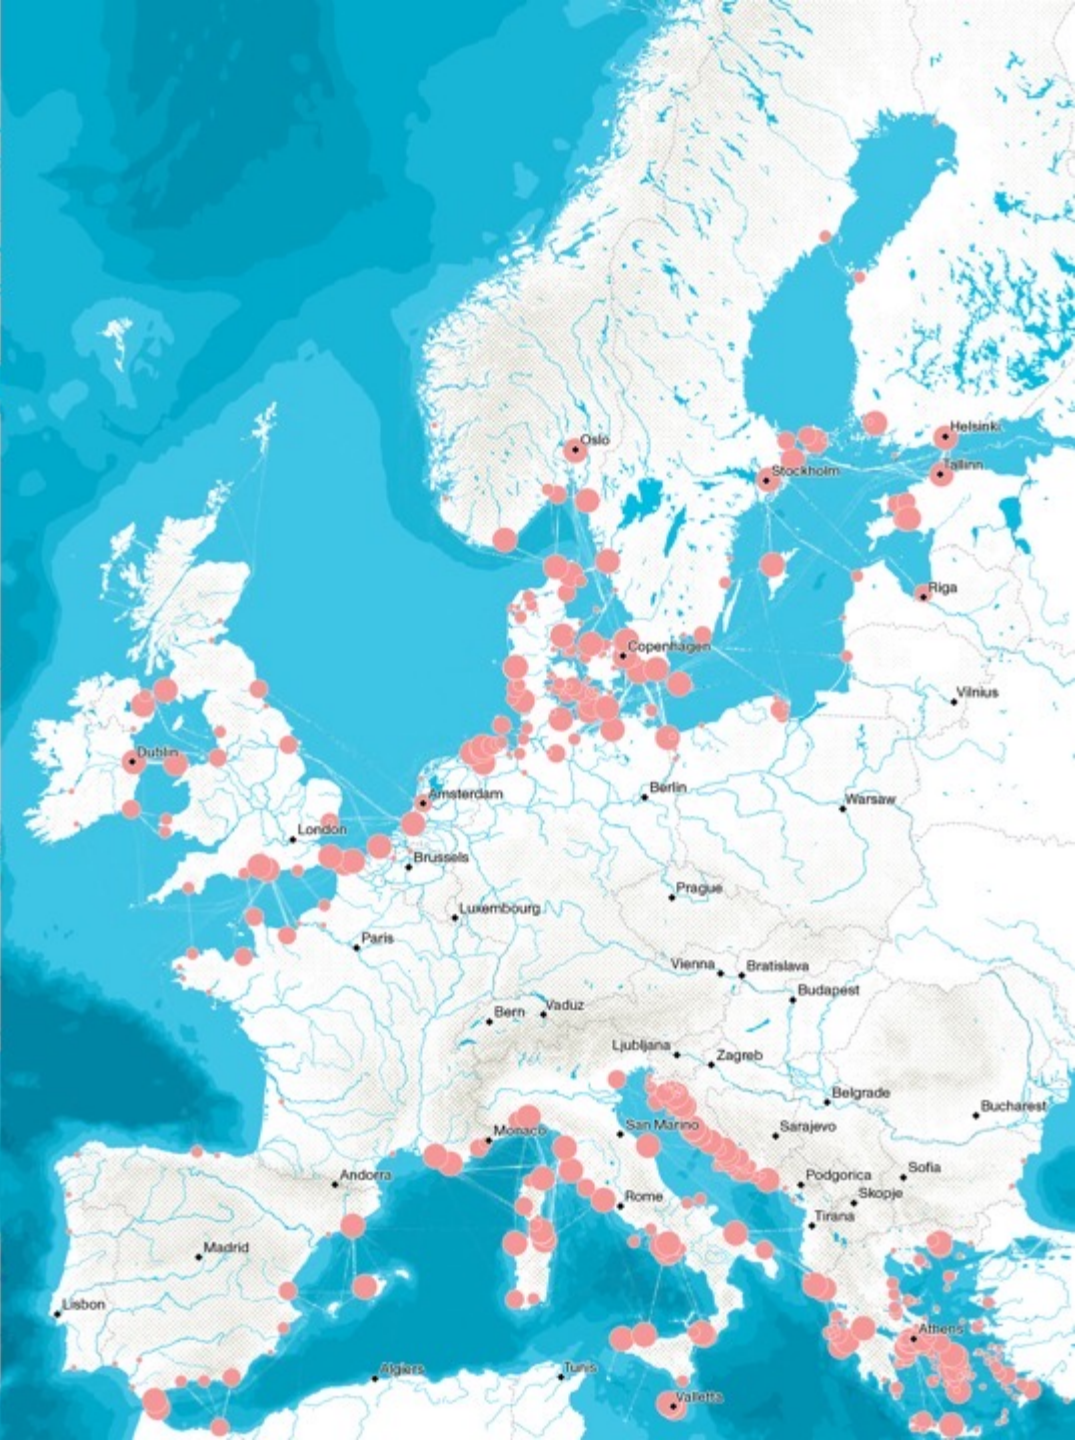 Oslo
Helsinki
Stockholm
Tallinn
Riga
Copenhagen
Vilnius
Dublin
Berlin
Amsterdam
Warsaw
London
Brussels
Prague
Luxembourg
Paris
Vienna
Bratislava
Budapest
Bern
Vaduz
Ljubljana
Zagreb
Belgrade
Bucharest
Monaco
San Marino
Sarajevo
Andorra
Podgorica
Sofia
Skopje
Rome
Tirana
Madrid
Lisbon
Athens
Algiers
Tunis
Valletta